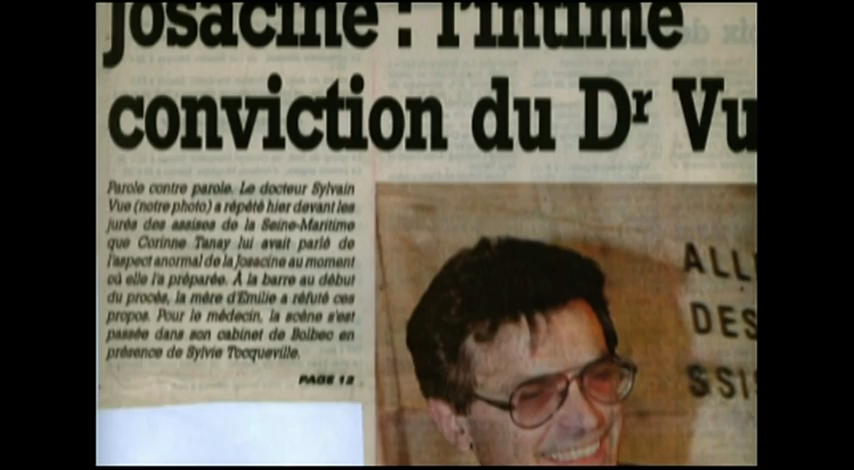 Josacine : l'intime
conviction du Dr Vu
Parole contre parole. Le docteur Sylvain
Vue (notre photo) a répété hier devant les
jurés des assises de la Seine-Maritime
que Corinne Tanay lui avait parlé de
l'aspect anormal de la Josacine au moment
où elle l'a préparée. À la barre au début
du procès, la mère d'Émilie a réfuté ces
propos. Pour le médecin, la scène s'est
passée dans son cabinet de Bolbec en
présence de Sylvie Tocqueville.
PAGE 12
ALL
DES
SSI